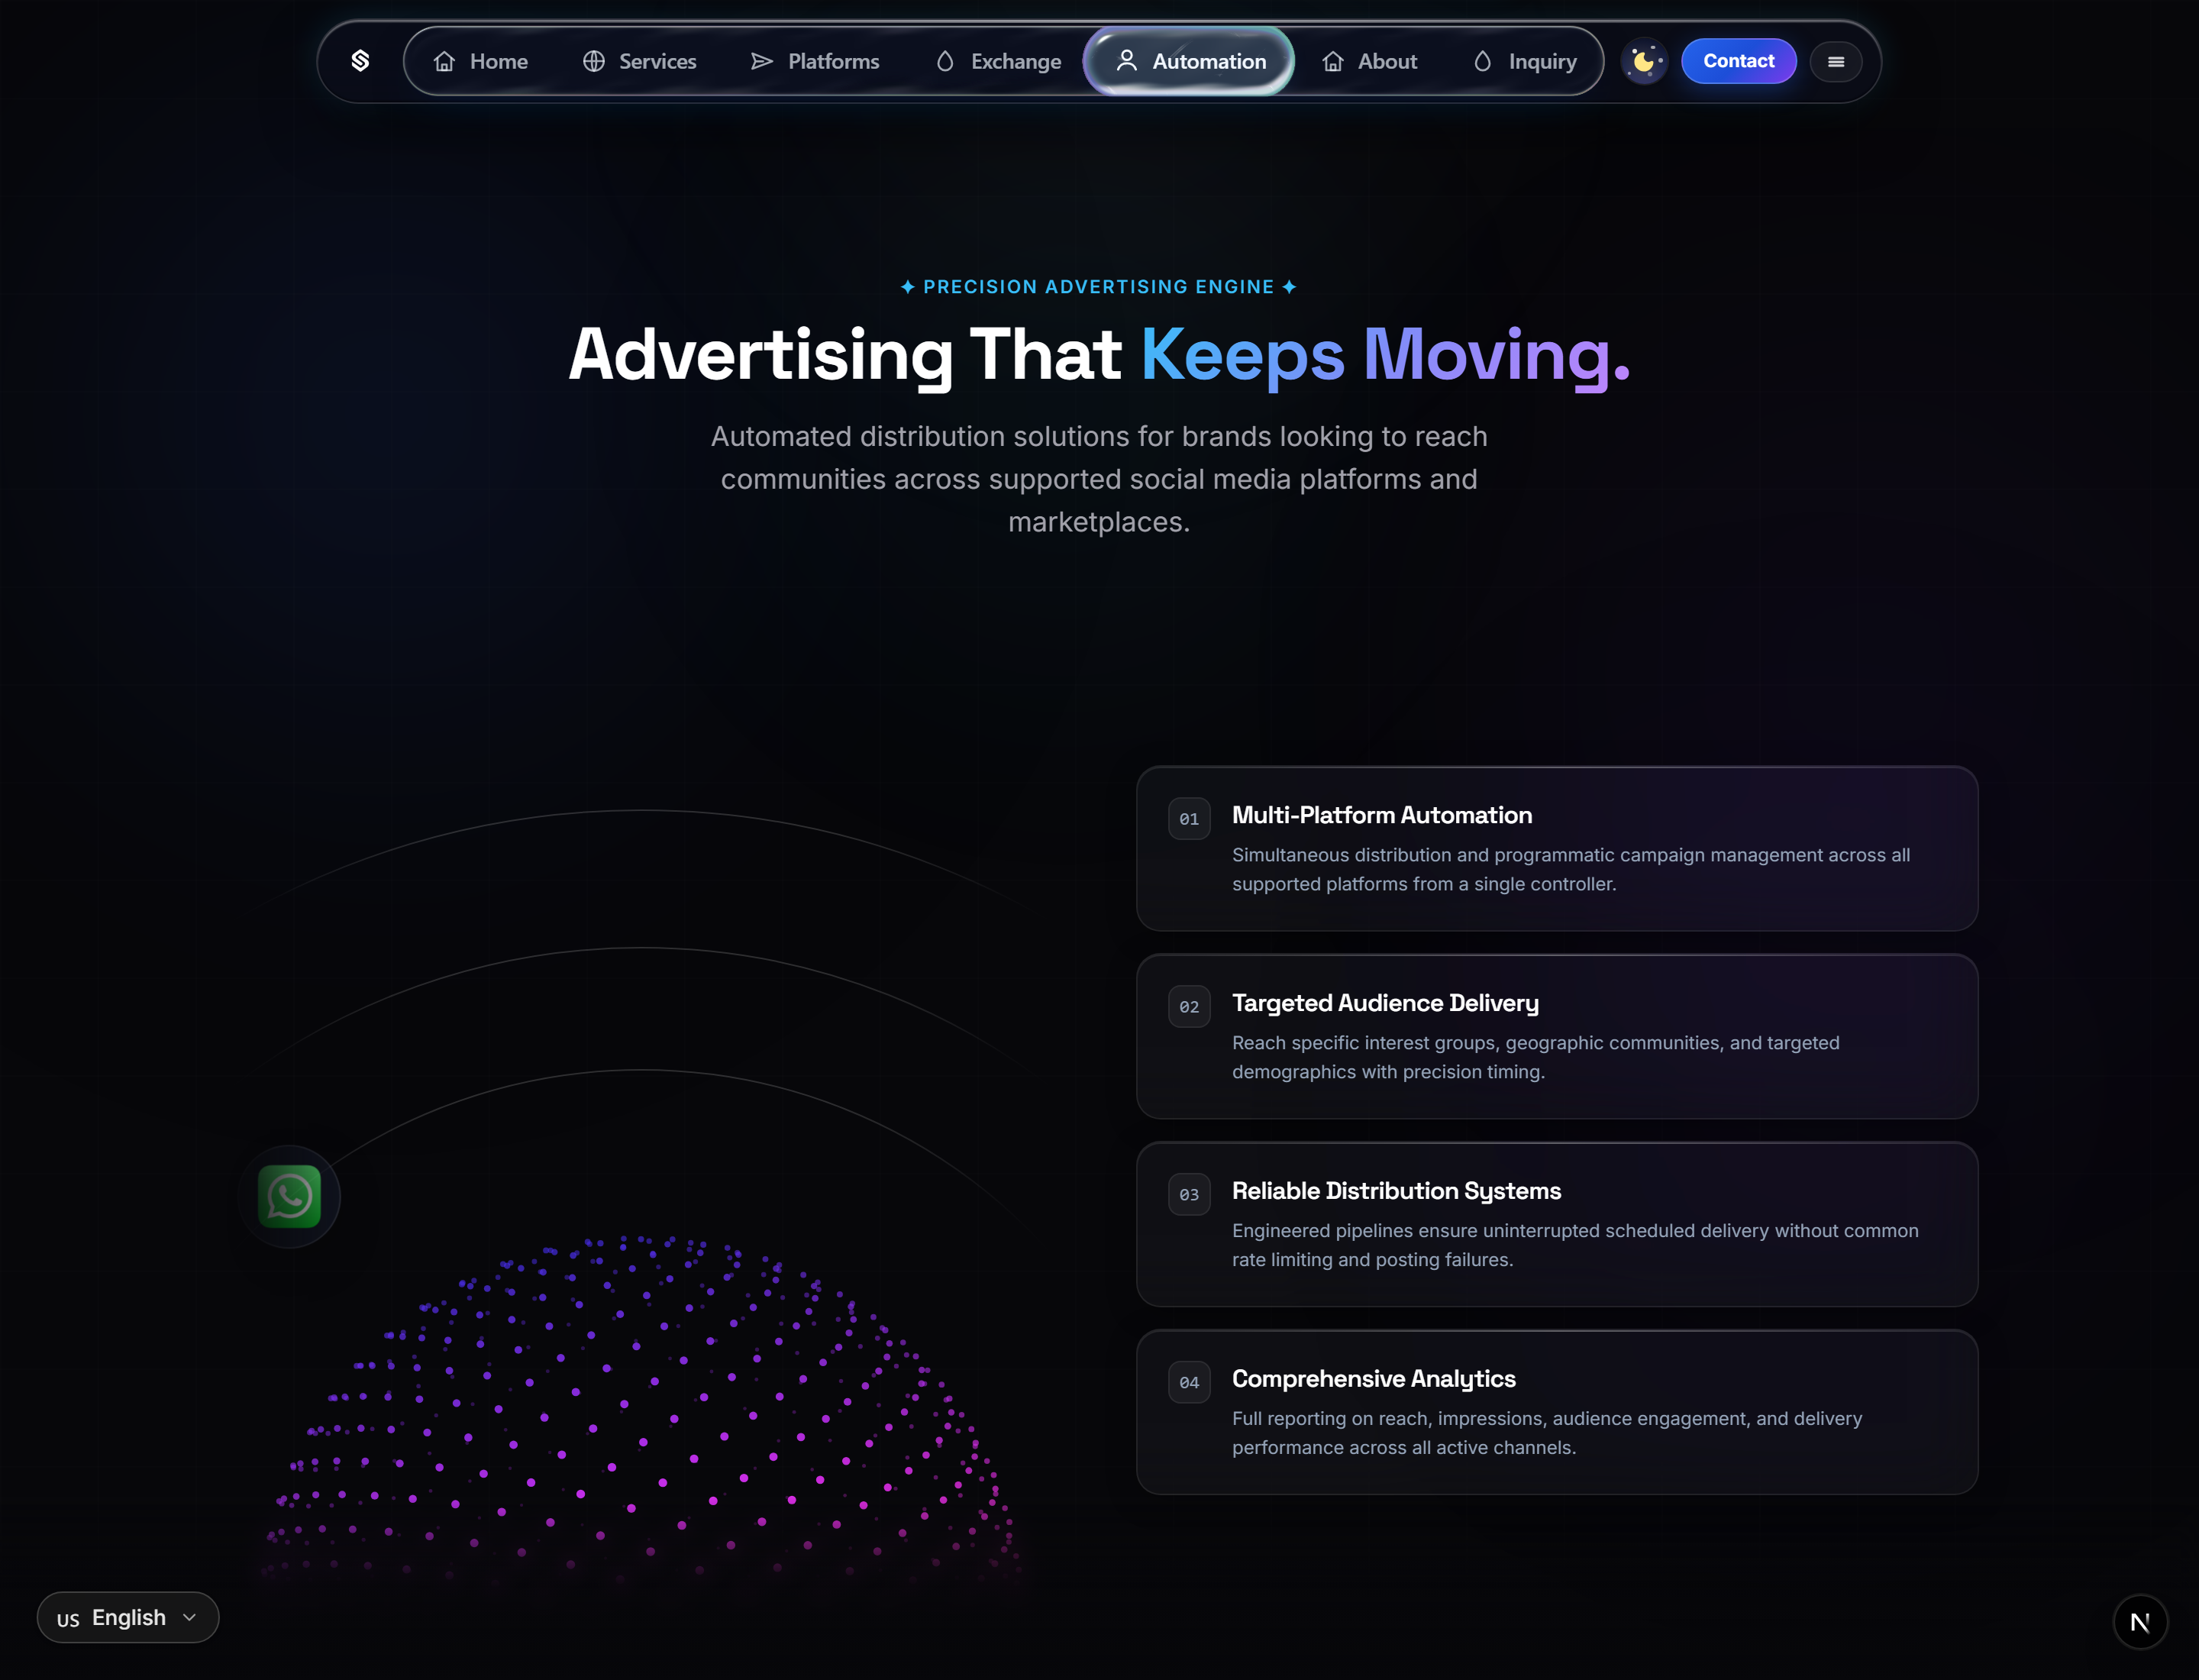 Home
Services
Platforms
Exchange
Automation
About
Inquiry
Contact
✦ PRECISION ADVERTISING ENGINE ✦
Advertising That Keeps Moving.
Automated distribution solutions for brands looking to reach
communities across supported social media platforms and
marketplaces.
01
Multi-Platform Automation
Simultaneous distribution and programmatic campaign management across all
supported platforms from a single controller.
02
Targeted Audience Delivery
Reach specific interest groups, geographic communities, and targeted
demographics with precision timing.
03
Reliable Distribution Systems
Engineered pipelines ensure uninterrupted scheduled delivery without common
rate limiting and posting failures.
04
Comprehensive Analytics
Full reporting on reach, impressions, audience engagement, and delivery
performance across all active channels.
US English
N